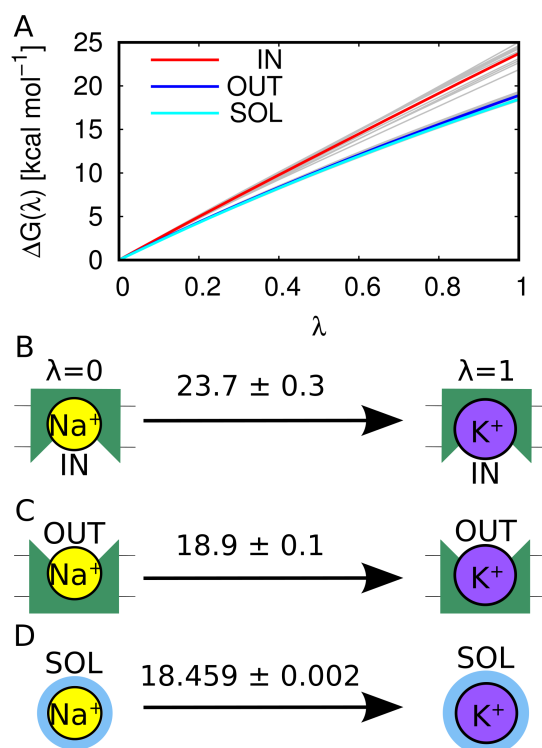 A
ΔG(λ) [kcal mol⁻¹]
25
20
15
10
5
0
IN
OUT
SOL
0 0.2 0.4 0.6 0.8 1
λ
B
λ=0
23.7 ± 0.3
λ=1
Na⁺
K⁺
IN
IN
C
OUT
18.9 ± 0.1
OUT
Na⁺
K⁺
D
SOL
18.459 ± 0.002
SOL
Na⁺
K⁺